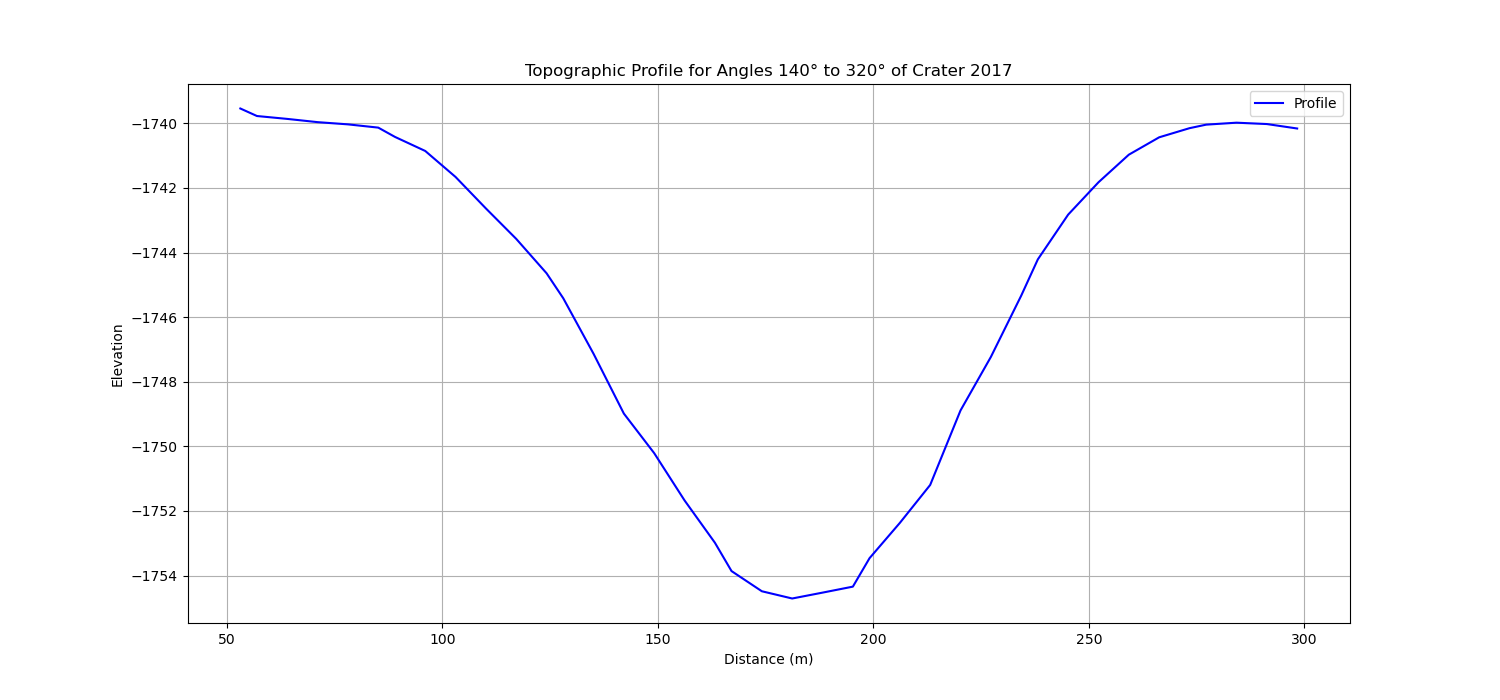 Topographic Profile for Angles 140° to 320° of Crater 2017
Profile
Elevation
−1740
−1742
−1744
−1746
−1748
−1750
−1752
−1754
50 100 150 200 250 300
Distance (m)